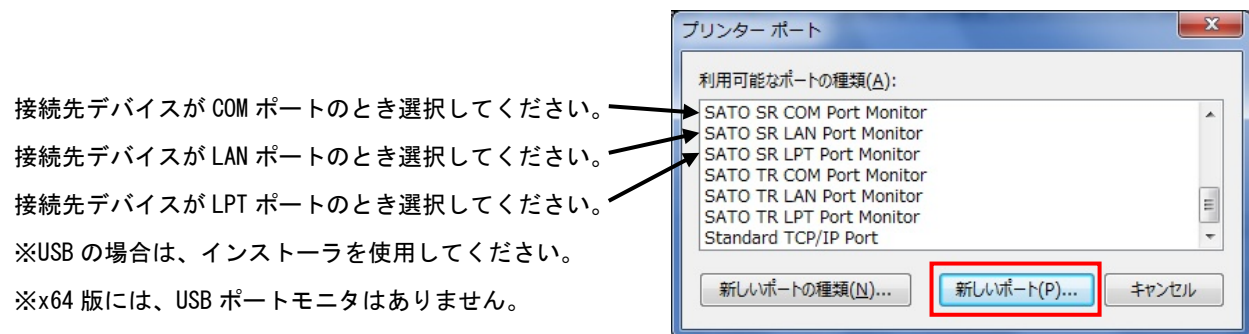 接続先デバイスが COM ポートのとき選択してください。
接続先デバイスが LAN ポートのとき選択してください。
接続先デバイスが LPT ポートのとき選択してください。
※USB の場合は、インストーラを使用してください。
※x64 版には、USB ポートモニタはありません。
プリンター ポート
利用可能なポートの種類(A):
SATO SR COM Port Monitor
SATO SR LAN Port Monitor
SATO SR LPT Port Monitor
SATO TR COM Port Monitor
SATO TR LAN Port Monitor
SATO TR LPT Port Monitor
Standard TCP/IP Port
新しいポートの種類(N)... 新しいポート(P)... キャンセル